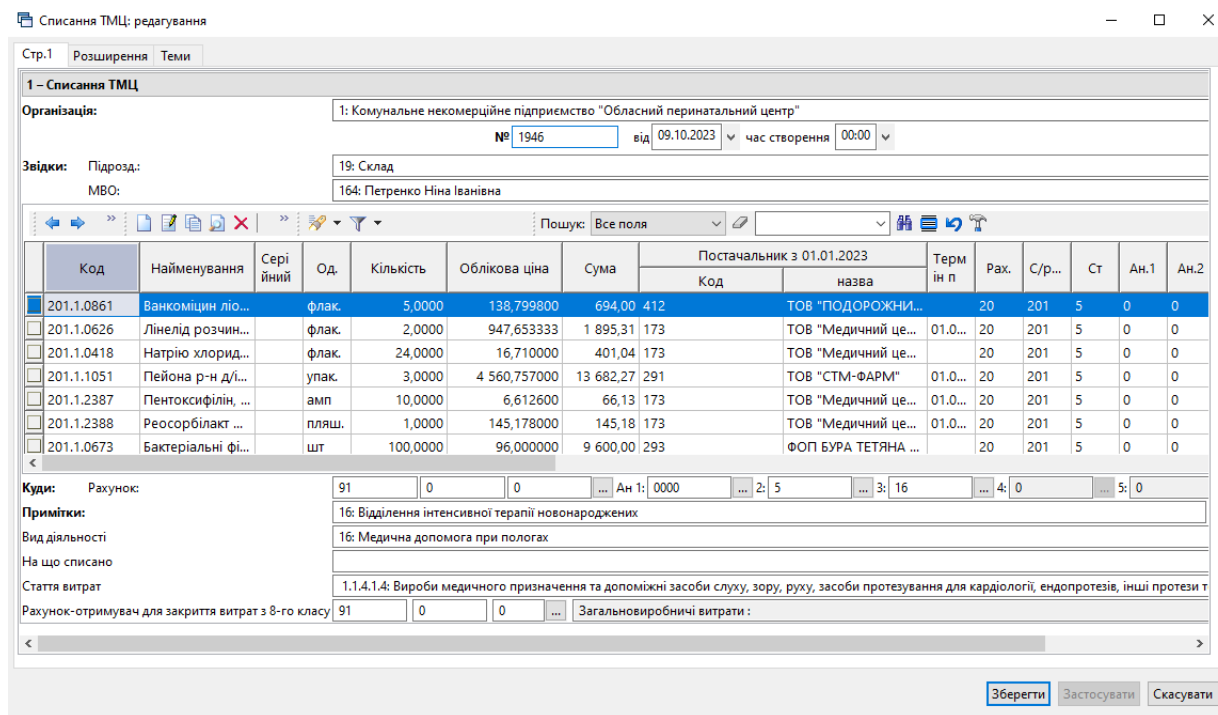 Списання ТМЦ: редагування
Стр.1 Розширення Теми
1 – Списання ТМЦ
Організація: 1: Комунальне некомерційне підприємство "Обласний перинатальний центр"
№ 1946 від 09.10.2023 час створення 00:00
Звідки: Підрозд.: 19: Склад
МВО: 164: Петренко Ніна Іванівна
Пошук: Все поля
Код Найменування Сері йний Од. Кількість Облікова ціна Сума Постачальник з 01.01.2023 Код назва Терм ін п Рах. С/р... Ст Ан.1 Ан.2
201.1.0861 Ванкоміцин ліо... флак. 5,0000 138,799800 694,00 412 ТОВ "ПОДОРОЖНИ... 20 201 5 0 0
201.1.0626 Лінелід розчин... флак. 2,0000 947,653333 1 895,31 173 ТОВ "Медичний це... 01.0... 20 201 5 0 0
201.1.0418 Натрію хлорид... флак. 24,0000 16,710000 401,04 173 ТОВ "Медичний це... 20 201 5 0 0
201.1.1051 Пейона р-н д/і... упак. 3,0000 4 560,757000 13 682,27 291 ТОВ "СТМ-ФАРМ" 01.0... 20 201 5 0 0
201.1.2387 Пентоксифілін, ... амп 10,0000 6,612600 66,13 173 ТОВ "Медичний це... 01.0... 20 201 5 0 0
201.1.2388 Реосорбілакт ... пляш. 1,0000 145,178000 145,18 173 ТОВ "Медичний це... 01.0... 20 201 5 0 0
201.1.0673 Бактеріальні фі... шт 100,0000 96,000000 9 600,00 293 ФОП БУРА ТЕТЯНА ... 20 201 5 0 0
Куди: Рахунок: 91 0 0 ... Ан 1: 0000 ... 2: 5 ... 3: 16 ... 4: 0 ... 5: 0
Примітки: 16: Відділення інтенсивної терапії новонароджених
Вид діяльності 16: Медична допомога при пологах
На що списано
Стаття витрат 1.1.4.1.4: Вироби медичного призначення та допоміжні засоби слуху, зору, руху, засоби протезування для кардіології, ендопротезів, інші протези т
Рахунок-отримувач для закриття витрат з 8-го класу 91 0 0 ... Загальновиробничі витрати :
Зберегти Застосувати Скасувати